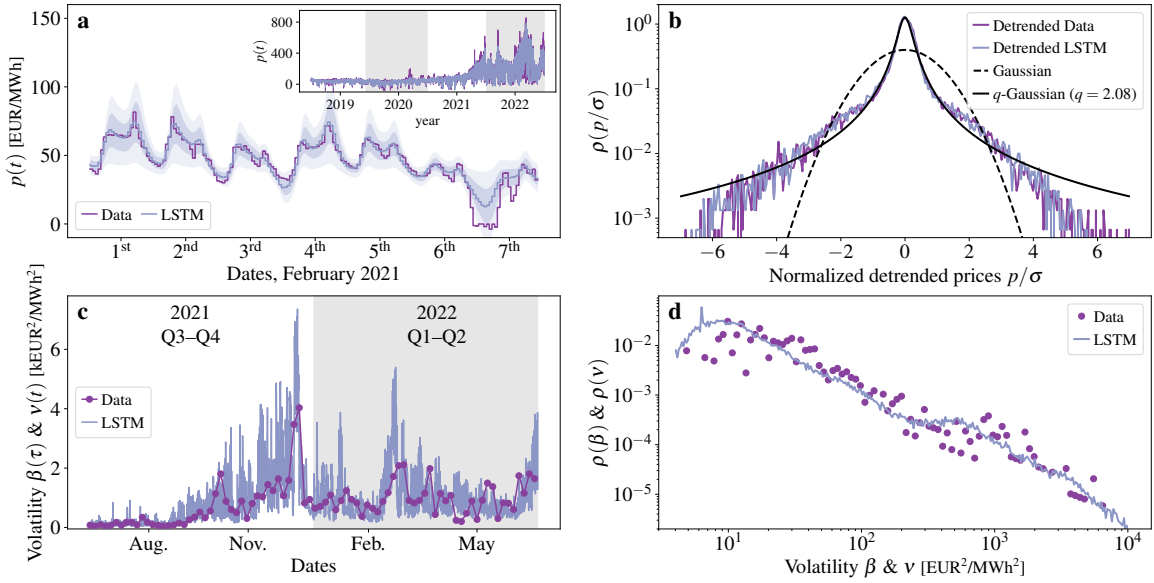 a
p(t) [EUR/MWh]
150
100
50
0
Data
LSTM
1st
2nd
3rd
4th
5th
6th
7th
Dates, February 2021
p(t)
800
400
0
2019
2020
2021
2022
year
b
ρ(p/σ)
10^0
10^−1
10^−2
10^−3
Detrended Data
Detrended LSTM
Gaussian
q-Gaussian (q = 2.08)
−6
−4
−2
0
2
4
6
Normalized detrended prices p/σ
c
Volatility β(τ) & ν(t) [kEUR²/MWh²]
6
4
2
0
2021
Q3–Q4
2022
Q1–Q2
Data
LSTM
Aug.
Nov.
Feb.
May
Dates
d
ρ(β) & ρ(ν)
10^−2
10^−3
10^−4
10^−5
Data
LSTM
10^1
10^2
10^3
10^4
Volatility β & ν [EUR²/MWh²]